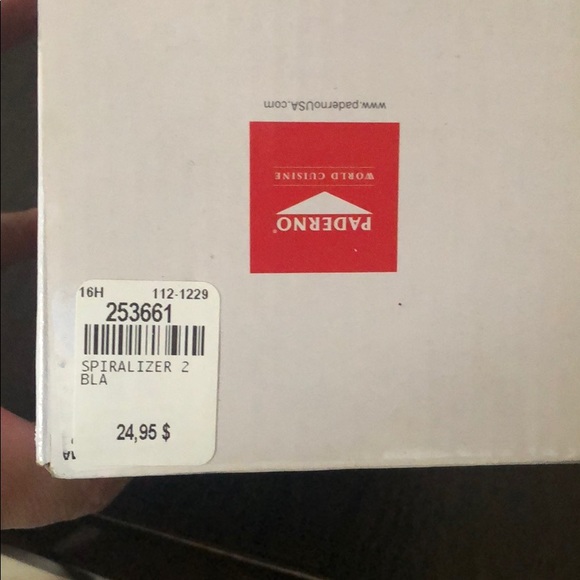 www.padernoUSA.com
WORLD CUISINE
PADERNO®
16H 112-1229
253661
SPIRALIZER 2
BLA
24,95 $